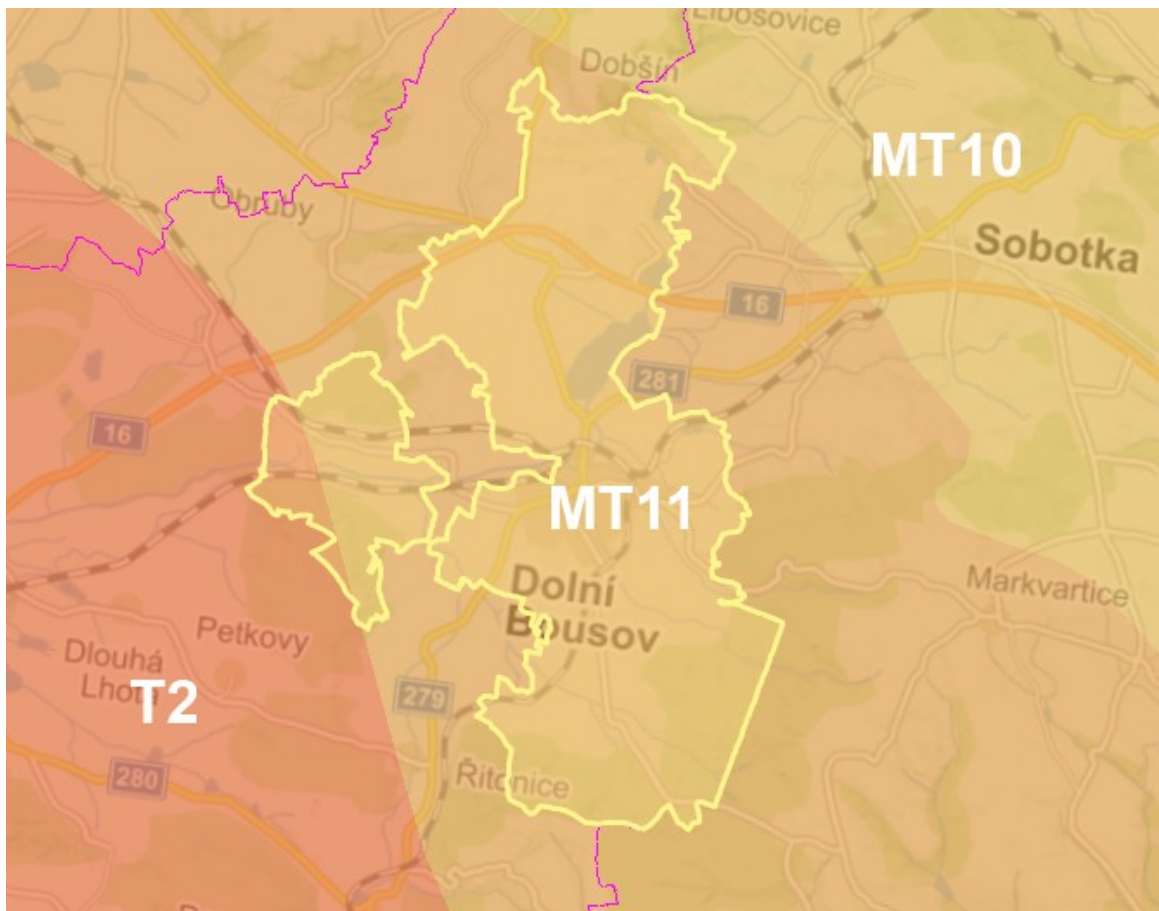 Libošovice
Dobšín
MT10
Obruby
Sobotka
16
281
16
MT11
Markvartice
Dolní
Bousov
Petkovy
Dlouhá
Lhota
T2
279
280
Řitonice